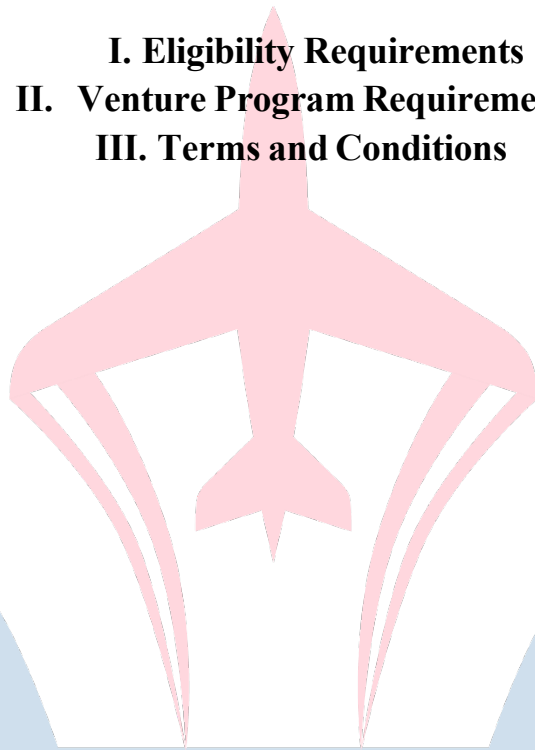 I. Eligibility Requirements
II. Venture Program Requireme
III. Terms and Conditions